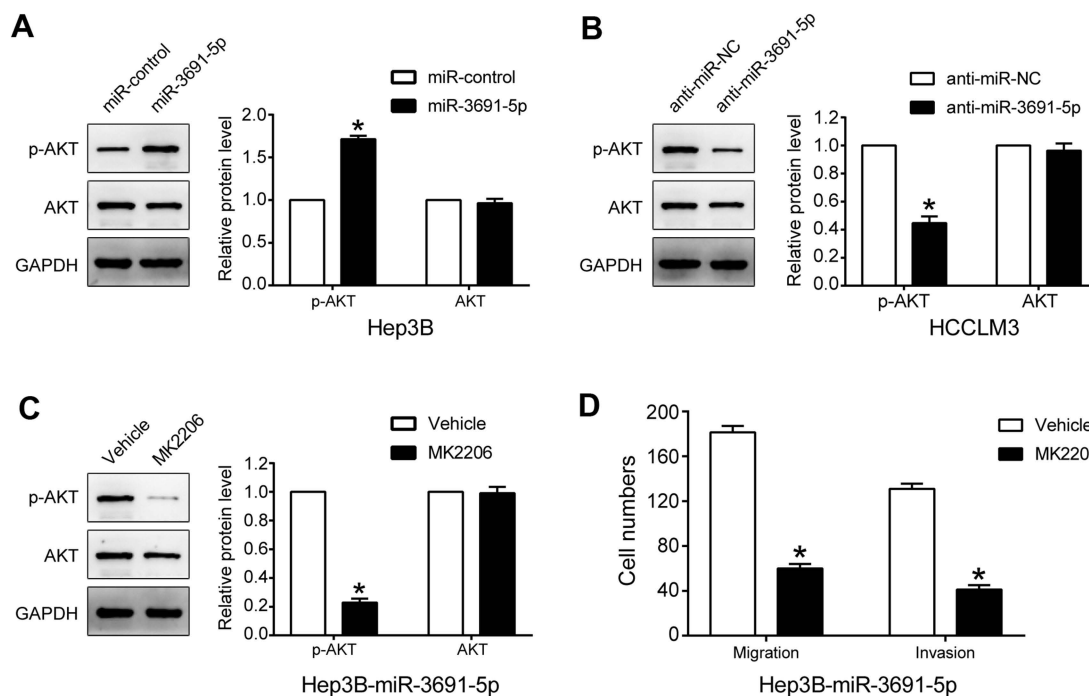 A
miR-control
miR-3691-5p
p-AKT
AKT
GAPDH
Relative protein level
2.0
1.5
1.0
0.5
0.0
*
miR-control
miR-3691-5p
p-AKT
AKT
Hep3B
B
anti-miR-NC
anti-miR-3691-5p
p-AKT
AKT
GAPDH
Relative protein level
1.2
1.0
0.8
0.6
0.4
0.2
0.0
*
anti-miR-NC
anti-miR-3691-5p
p-AKT
AKT
HCCLM3
C
Vehicle
MK2206
p-AKT
AKT
GAPDH
Relative protein level
1.2
1.0
0.8
0.6
0.4
0.2
0.0
*
Vehicle
MK2206
p-AKT
AKT
Hep3B-miR-3691-5p
D
Cell numbers
200
160
120
80
40
0
*
*
Vehicle
MK220
Migration
Invasion
Hep3B-miR-3691-5p